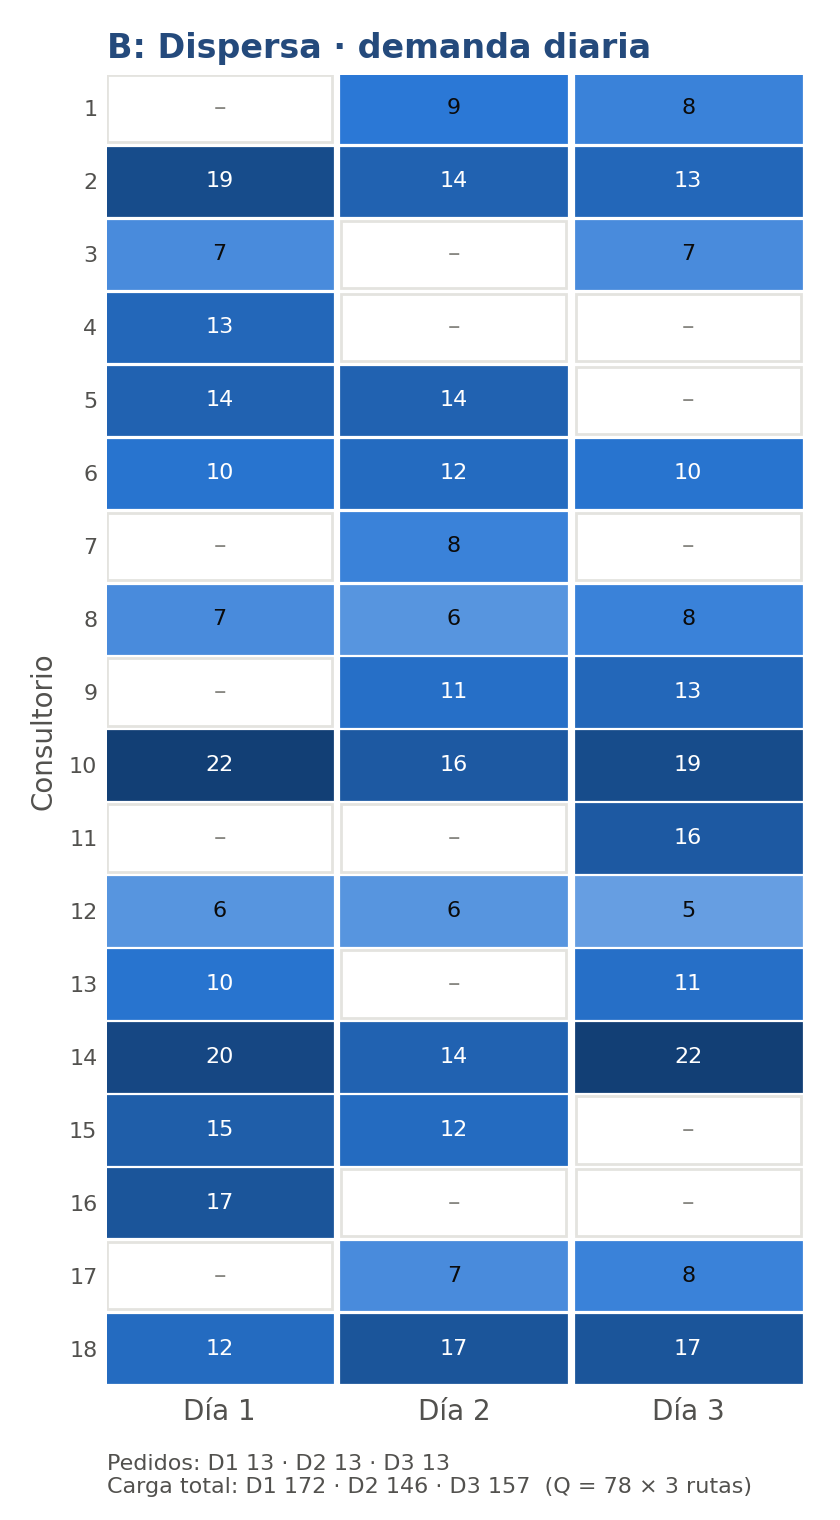 B: Dispersa · demanda diaria
1 – 9 8
2 19 14 13
3 7 – 7
4 13 – –
5 14 14 –
6 10 12 10
7 – 8 –
8 7 6 8
9 – 11 13
10 22 16 19
11 – – 16
12 6 6 5
13 10 – 11
14 20 14 22
15 15 12 –
16 17 – –
17 – 7 8
18 12 17 17
Consultorio
Día 1 Día 2 Día 3
Pedidos: D1 13 · D2 13 · D3 13
Carga total: D1 172 · D2 146 · D3 157 (Q = 78 × 3 rutas)